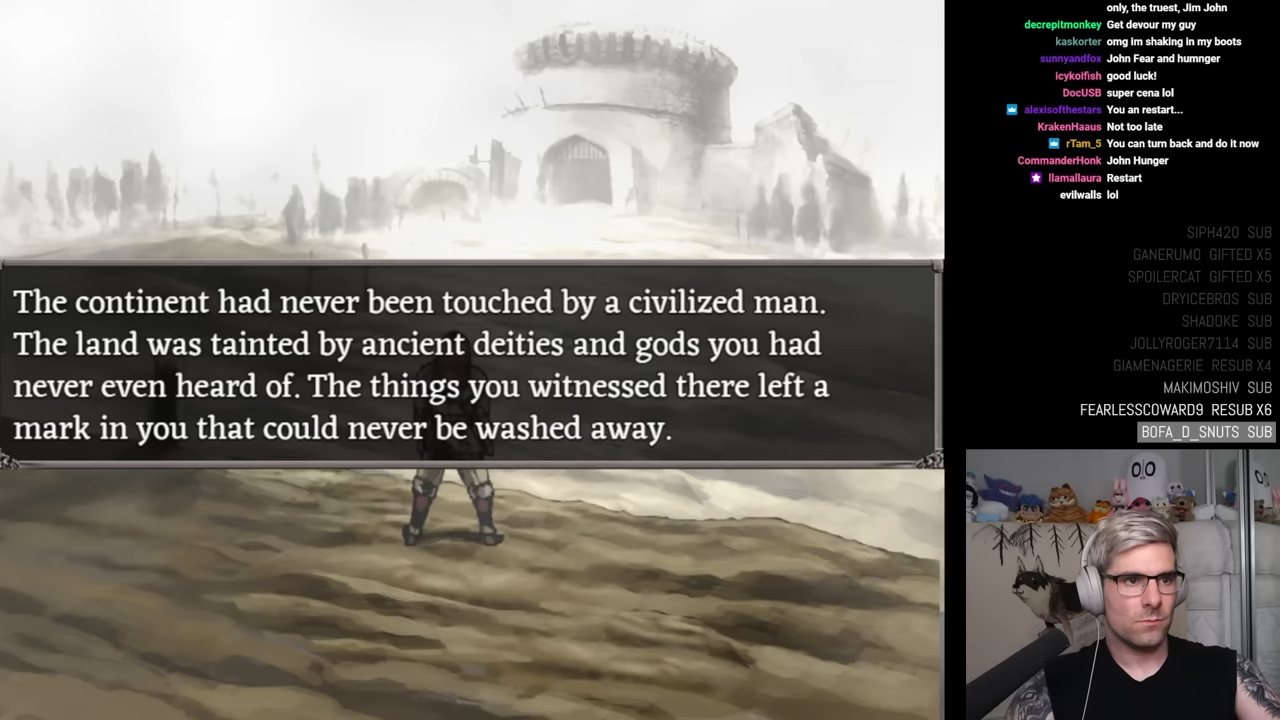 The continent had never been touched by a civilized man.
The land was tainted by ancient deities and gods you had
never even heard of. The things you witnessed there left a
mark in you that could never be washed away.
only, the truest, Jim John
decrepitmonkey Get devour my guy
kaskorter omg im shaking in my boots
sunnyandfox John Fear and humnger
icykoifish good luck!
DocUSB super cena lol
alexisofthestars You an restart...
KrakenHaaus Not too late
rTam_5 You can turn back and do it now
CommanderHonk John Hunger
llamallaura Restart
evilwalls lol
SIPH420 SUB
GANERUMO GIFTED X5
SPOILERCAT GIFTED X5
DRYICEBROS SUB
SHADOKE SUB
JOLLYROGER7114 SUB
GIAMENAGERIE RESUB X4
MAKIMOSHIV SUB
FEARLESSCOWARD9 RESUB X6
BOFA_D_SNUTS SUB